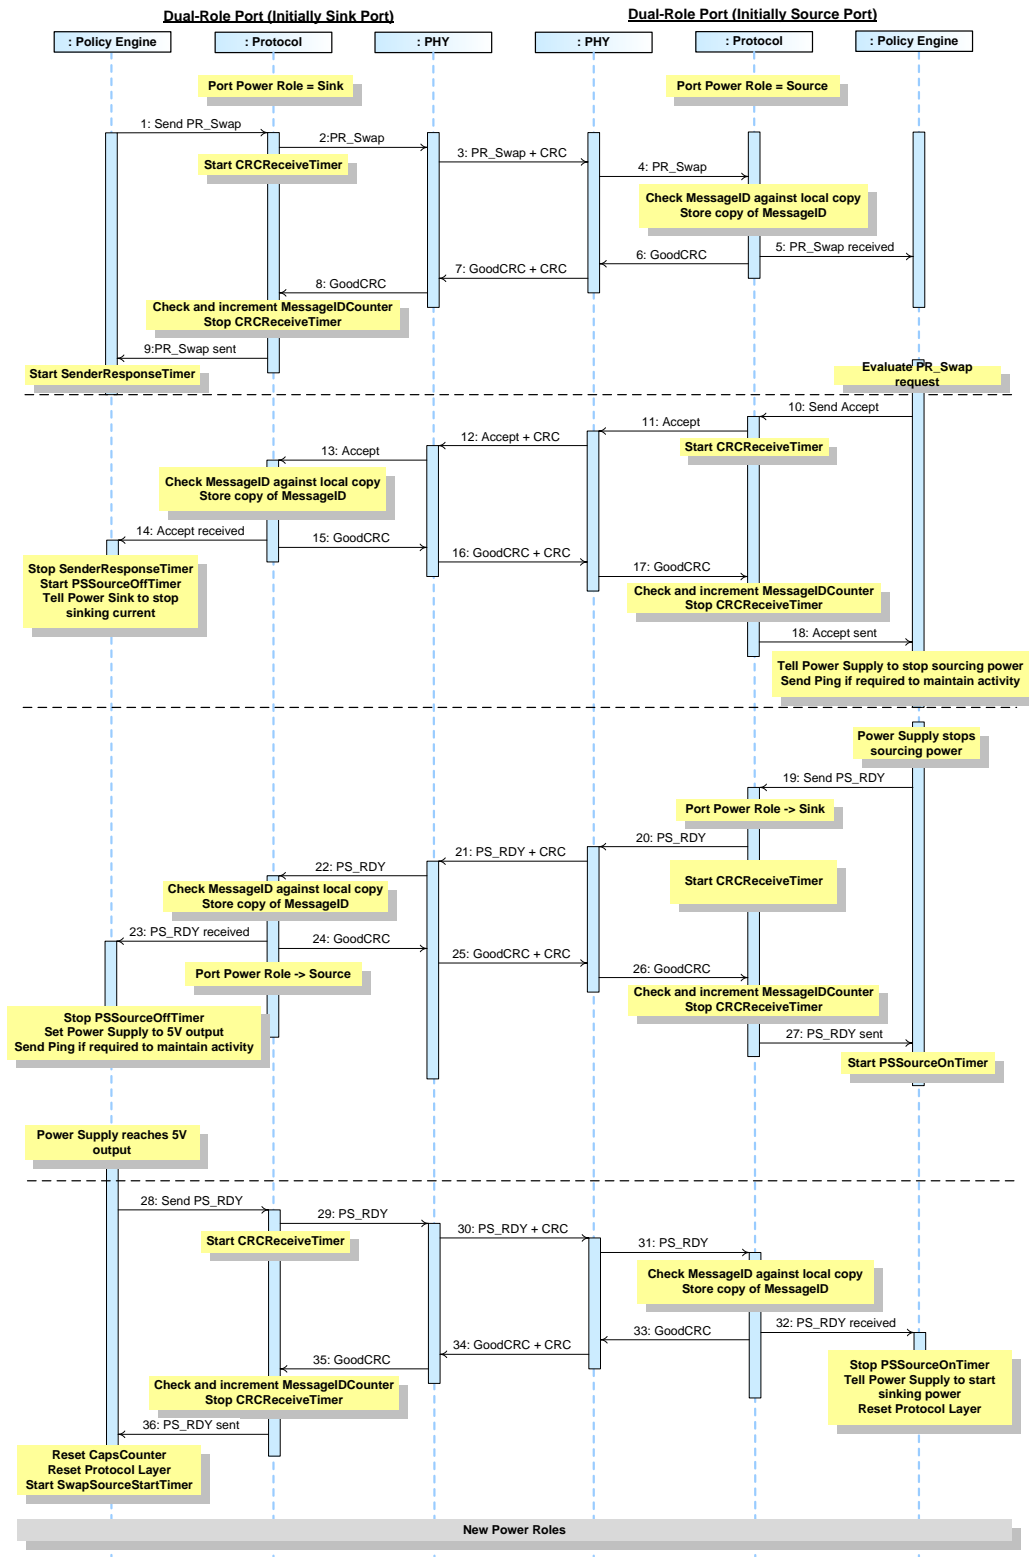 Dual-Role Port (Initially Sink Port)
Dual-Role Port (Initially Source Port)
: Policy Engine
: Protocol
: PHY
: PHY
: Protocol
: Policy Engine
Port Power Role = Sink
Port Power Role = Source
1: Send PR_Swap
2:PR_Swap
Start CRCReceiveTimer
3: PR_Swap + CRC
4: PR_Swap
Check MessageID against local copy
Store copy of MessageID
5: PR_Swap received
6: GoodCRC
7: GoodCRC + CRC
8: GoodCRC
Check and increment MessageIDCounter
Stop CRCReceiveTimer
9:PR_Swap sent
Start SenderResponseTimer
Evaluate PR_Swap
request
10: Send Accept
11: Accept
Start CRCReceiveTimer
12: Accept + CRC
13: Accept
Check MessageID against local copy
Store copy of MessageID
14: Accept received
15: GoodCRC
16: GoodCRC + CRC
17: GoodCRC
Stop SenderResponseTimer
Start PSSourceOffTimer
Tell Power Sink to stop
sinking current
Check and increment MessageIDCounter
Stop CRCReceiveTimer
18: Accept sent
Tell Power Supply to stop sourcing power
Send Ping if required to maintain activity
Power Supply stops
sourcing power
19: Send PS_RDY
Port Power Role -> Sink
20: PS_RDY
21: PS_RDY + CRC
22: PS_RDY
Start CRCReceiveTimer
Check MessageID against local copy
Store copy of MessageID
23: PS_RDY received
24: GoodCRC
25: GoodCRC + CRC
26: GoodCRC
Port Power Role -> Source
Check and increment MessageIDCounter
Stop CRCReceiveTimer
Stop PSSourceOffTimer
Set Power Supply to 5V output
Send Ping if required to maintain activity
27: PS_RDY sent
Start PSSourceOnTimer
Power Supply reaches 5V
output
28: Send PS_RDY
29: PS_RDY
Start CRCReceiveTimer
30: PS_RDY + CRC
31: PS_RDY
Check MessageID against local copy
Store copy of MessageID
32: PS_RDY received
33: GoodCRC
34: GoodCRC + CRC
35: GoodCRC
Stop PSSourceOnTimer
Tell Power Supply to start
sinking power
Reset Protocol Layer
Check and increment MessageIDCounter
Stop CRCReceiveTimer
36: PS_RDY sent
Reset CapsCounter
Reset Protocol Layer
Start SwapSourceStartTimer
New Power Roles